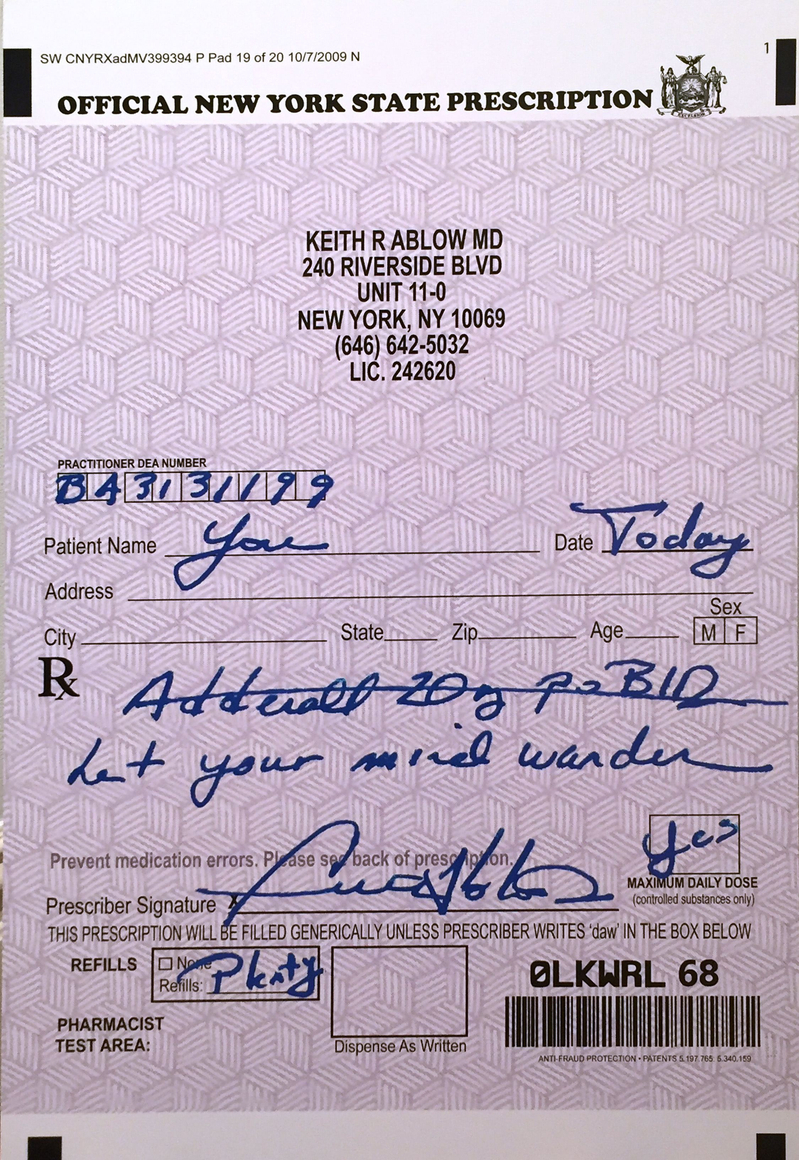 SW CNYRXadMV399394 P Pad 19 of 20 10/7/2009 N
1
OFFICIAL NEW YORK STATE PRESCRIPTION
EXCELSIOR
KEITH R ABLOW MD
240 RIVERSIDE BLVD
UNIT 11-0
NEW YORK, NY 10069
(646) 642-5032
LIC. 242620
PRACTITIONER DEA NUMBER
BA3131199
Patient Name You Date Today
Address
Sex
City State Zip Age M F
Rx Adderall 20mg po BID
Let your mind wander
Yes
Prevent medication errors. Please see back of prescription.
MAXIMUM DAILY DOSE
(controlled substances only)
Prescriber Signature X
THIS PRESCRIPTION WILL BE FILLED GENERICALLY UNLESS PRESCRIBER WRITES 'daw' IN THE BOX BELOW
REFILLS None
Refills: Plenty
0LKWRL 68
PHARMACIST
TEST AREA:
Dispense As Written
ANTI-FRAUD PROTECTION • PATENTS 5,197,765; 5,340,159